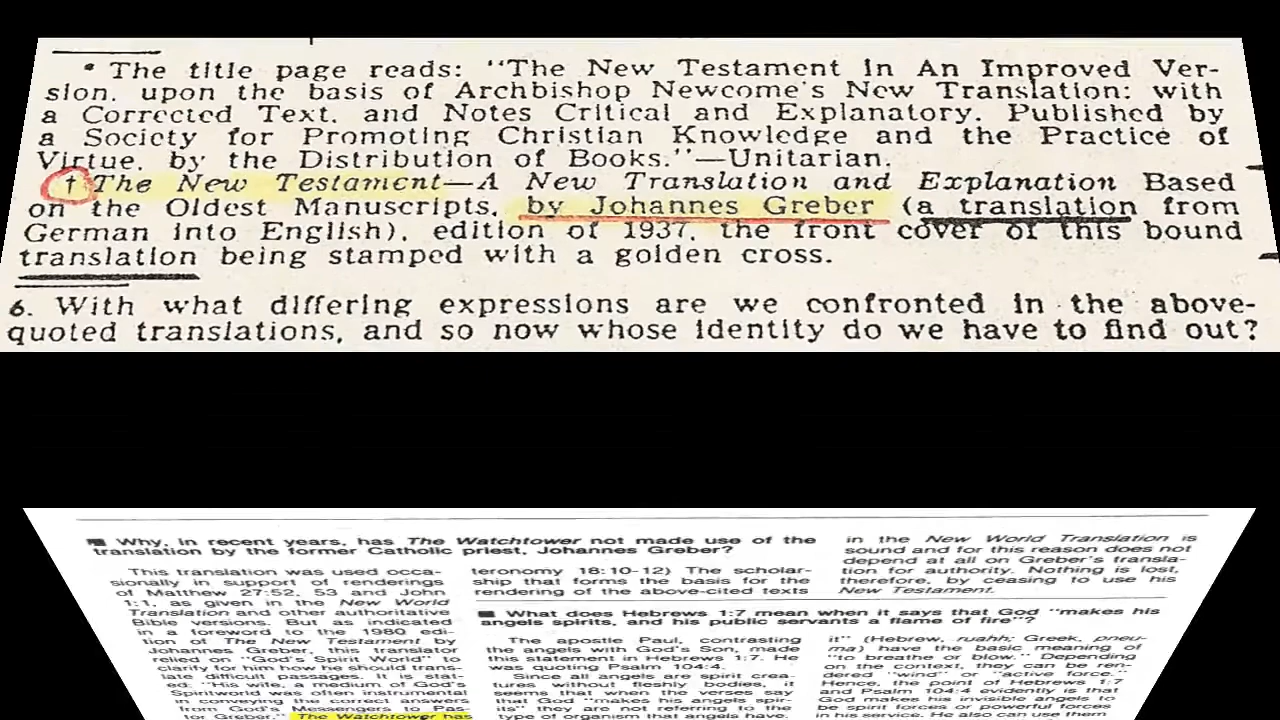 * The title page reads: "The New Testament in An Improved Ver-
sion, upon the basis of Archbishop Newcome's New Translation: with
a Corrected Text, and Notes Critical and Explanatory. Published by
a Society for Promoting Christian Knowledge and the Practice of
Virtue, by the Distribution of Books."—Unitarian.
† The New Testament—A New Translation and Explanation Based
on the Oldest Manuscripts, by Johannes Greber (a translation from
German into English), edition of 1937, the front cover of this bound
translation being stamped with a golden cross.
6. With what differing expressions are we confronted in the above-
quoted translations, and so now whose identity do we have to find out?
■ Why, in recent years, has The Watchtower not made use of the
translation by the former Catholic priest, Johannes Greber?
This translation was used occa-
sionally in support of renderings
of Matthew 27:52, 53 and John
1:1, as given in the New World
Translation and other authoritative
Bible versions. But as indicated
in a foreword to the 1980 edi-
tion of The New Testament by
Johannes Greber, this translator
relied on "God's Spirit World" to
clarify for him how he should trans-
late difficult passages. It is stat-
ed: "His wife, a medium of God's
Spiritworld was often instrumental
in conveying the correct answers
from God's Messengers to Pas-
tor Greber." The Watchtower has
teronomy 18:10-12) The scholar-
ship that forms the basis for the
rendering of the above-cited texts
in the New World Translation is
sound and for this reason does not
depend at all on Greber's transla-
tion for authority. Nothing is lost,
therefore, by ceasing to use his
New Testament.
■ What does Hebrews 1:7 mean when it says that God "makes his
angels spirits, and his public servants a flame of fire"?
The apostle Paul, contrasting
the angels with God's Son, made
this statement in Hebrews 1:7. He
was quoting Psalm 104:4.
Since all angels are spirit crea-
tures without fleshly bodies, it
seems that when the verses say
that God "makes his angels spir-
its" they are not referring to the
type of organism that angels have.
it" (Hebrew, ruahh; Greek, pneu-
ma) have the basic meaning of
"to breathe or blow." Depending
on the context, they can be ren-
dered "wind" or "active force."
Hence, the point of Hebrews 1:7
and Psalm 104:4 evidently is that
God makes his invisible angels to
be spirit forces or powerful forces
in his service. He also can use them